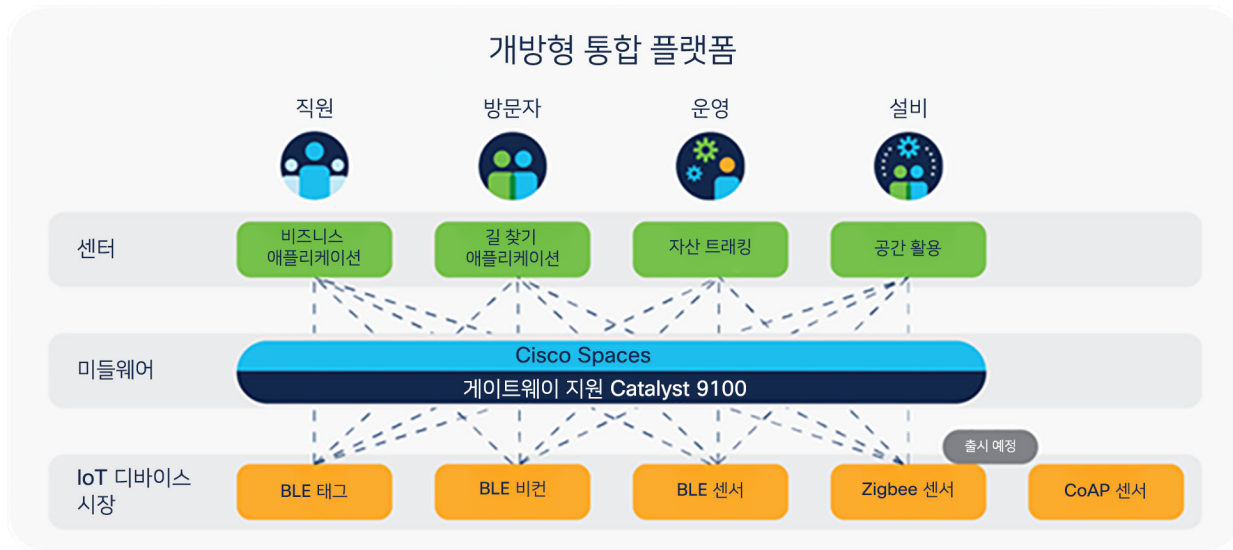 개방형 통합 플랫폼
직원
방문자
운영
설비
센터
비즈니스
애플리케이션
길 찾기
애플리케이션
자산 트래킹
공간 활용
미들웨어
Cisco Spaces
게이트웨이 지원 Catalyst 9100
출시 예정
IoT 디바이스
시장
BLE 태그
BLE 비컨
BLE 센서
Zigbee 센서
CoAP 센서